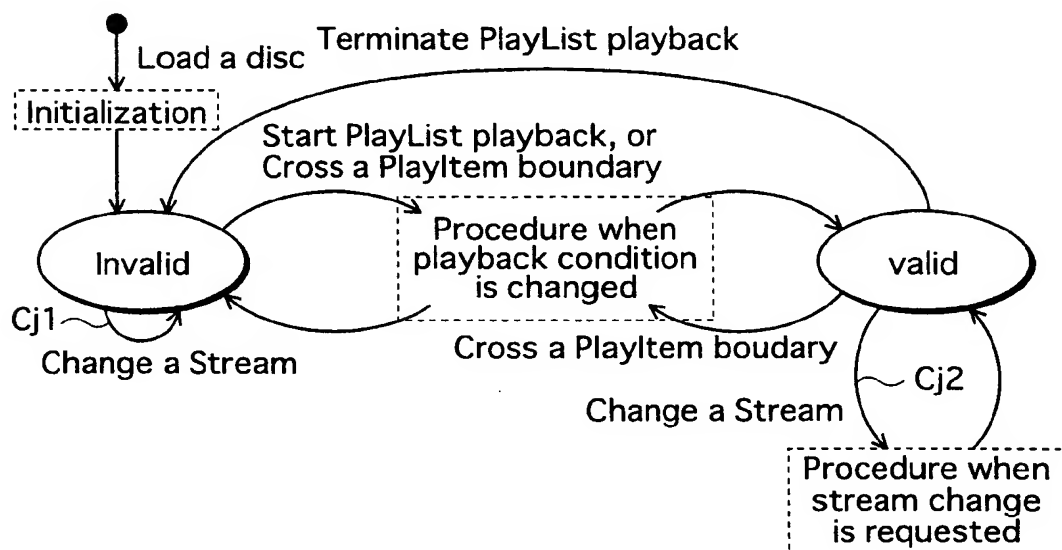 Terminate PlayList playback
Load a disc
Initialization
Start PlayList playback, or
Cross a PlayItem boundary
Procedure when
playback condition
is changed
Invalid
valid
Cj1
Change a Stream
Cross a PlayItem boudary
Cj2
Change a Stream
Procedure when
stream change
is requested